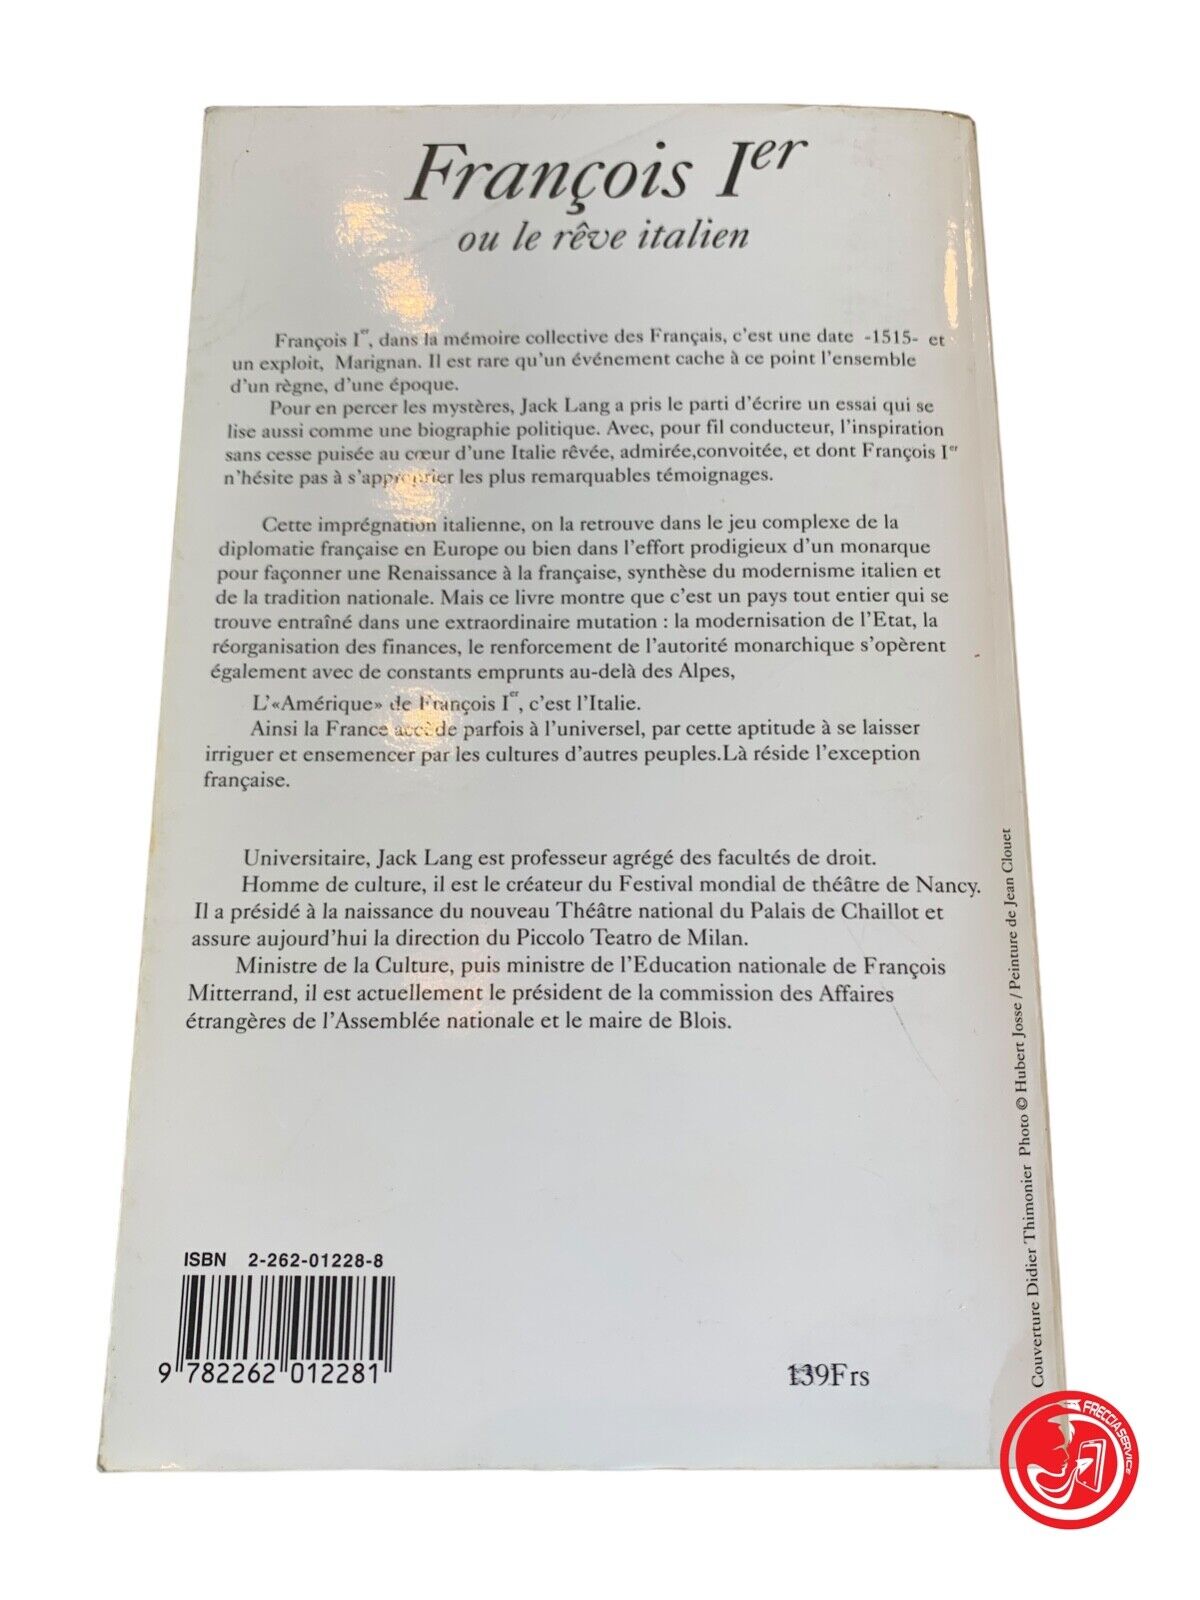 François Ier
ou le rêve italien
François Ier, dans la mémoire collective des Français, c'est une date -1515- et
un exploit, Marignan. Il est rare qu'un événement cache à ce point l'ensemble
d'un règne, d'une époque.
Pour en percer les mystères, Jack Lang a pris le parti d'écrire un essai qui se
lise aussi comme une biographie politique. Avec, pour fil conducteur, l'inspiration
sans cesse puisée au cœur d'une Italie rêvée, admirée,convoitée, et dont François Ier
n'hésite pas à s'approprier les plus remarquables témoignages.
Cette imprégnation italienne, on la retrouve dans le jeu complexe de la
diplomatie française en Europe ou bien dans l'effort prodigieux d'un monarque
pour façonner une Renaissance à la française, synthèse du modernisme italien et
de la tradition nationale. Mais ce livre montre que c'est un pays tout entier qui se
trouve entraîné dans une extraordinaire mutation : la modernisation de l'Etat, la
réorganisation des finances, le renforcement de l'autorité monarchique s'opèrent
également avec de constants emprunts au-delà des Alpes,
L'«Amérique» de François Ier, c'est l'Italie.
Ainsi la France accède parfois à l'universel, par cette aptitude à se laisser
irriguer et ensemencer par les cultures d'autres peuples.Là réside l'exception
française.
Universitaire, Jack Lang est professeur agrégé des facultés de droit.
Homme de culture, il est le créateur du Festival mondial de théâtre de Nancy.
Il a présidé à la naissance du nouveau Théâtre national du Palais de Chaillot et
assure aujourd'hui la direction du Piccolo Teatro de Milan.
Ministre de la Culture, puis ministre de l'Education nationale de François
Mitterrand, il est actuellement le président de la commission des Affaires
étrangères de l'Assemblée nationale et le maire de Blois.
Couverture Didier Thimonier Photo © Hubert Josse / Peinture de Jean Clouet
ISBN 2-262-01228-8
9 782262 012281
139Frs
FRECCIA SERVICE